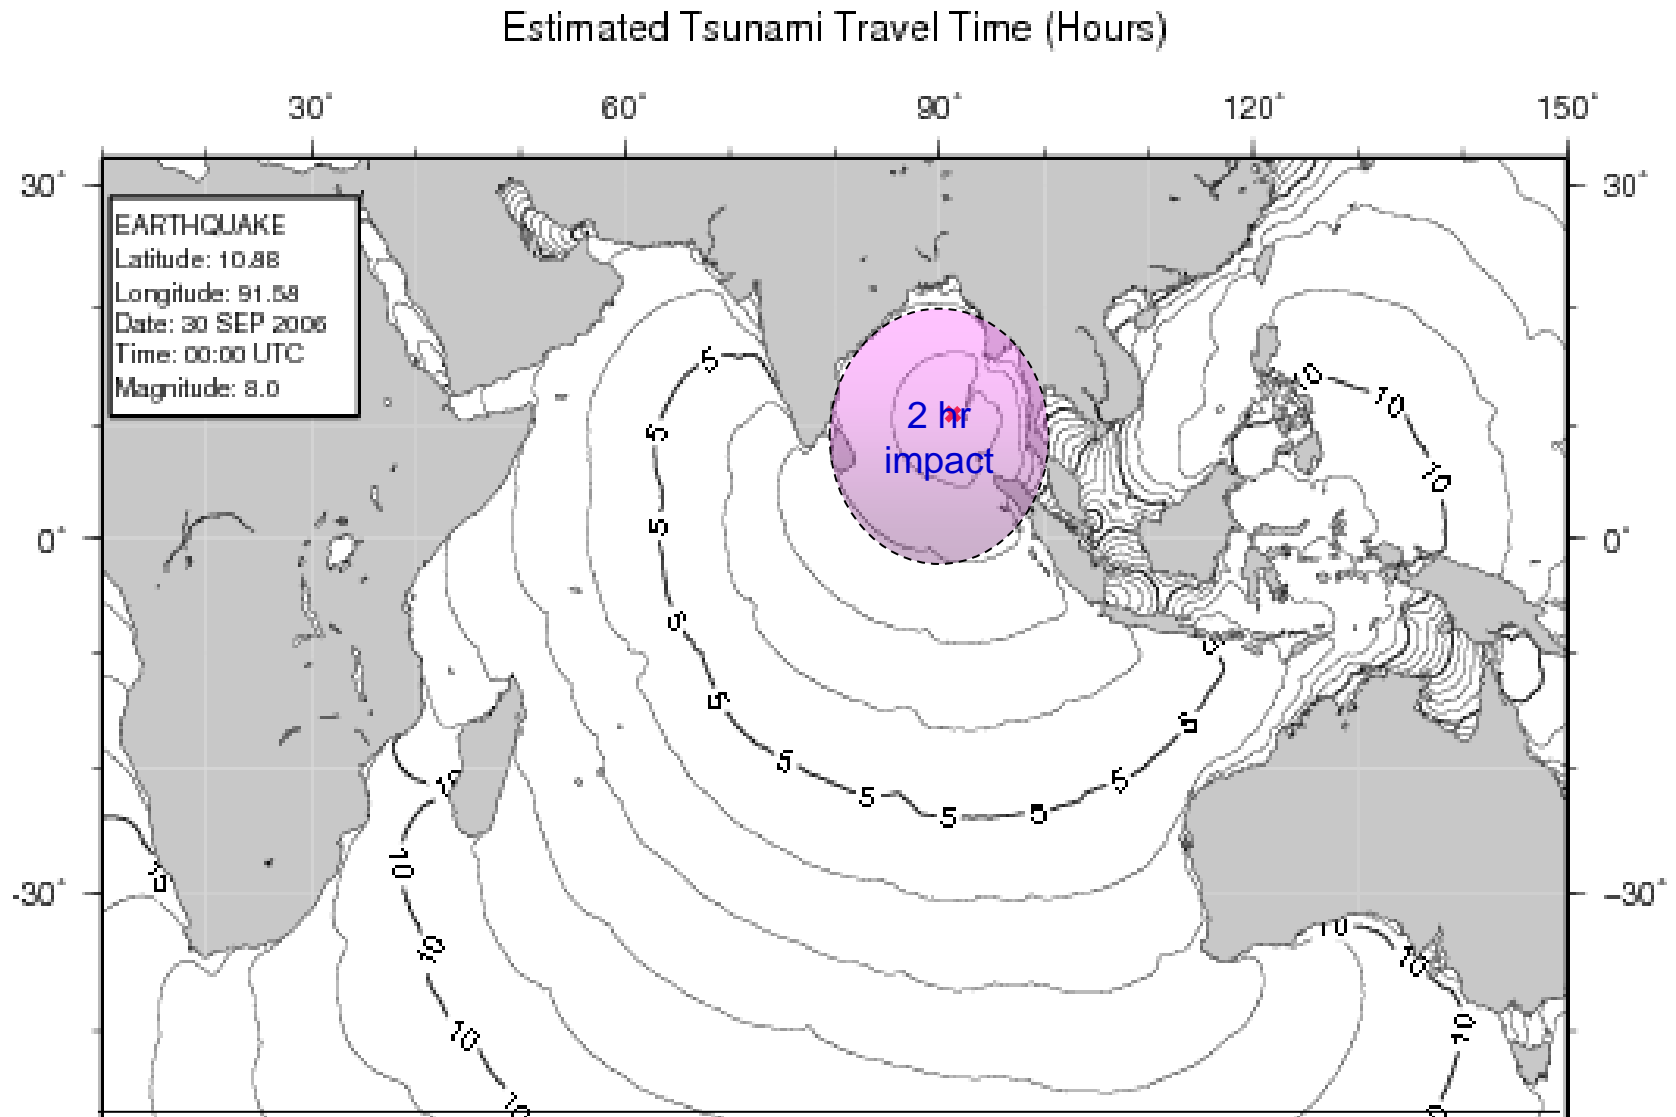 Estimated Tsunami Travel Time (Hours)
30° 60° 90° 120° 150°
30° 30°
EARTHQUAKE
Latitude: 10.88
Longitude: 91.58
Date: 30 SEP 2006
Time: 00:00 UTC
Magnitude: 8.0
5
10 10
2 hr
impact
5
10
5
0° 0°
5
5
5
5
5
5
10
5 5 5
10
-30° -30°
10
10
10
10
10
10